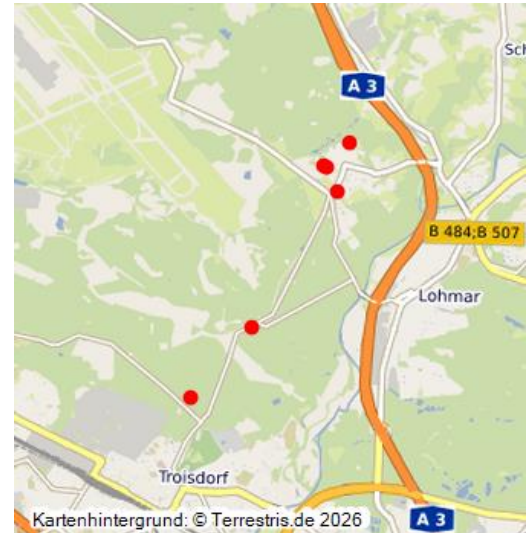 Sch
A 3
B 484;B 507
Lohmar
Troisdorf
Kartenhintergrund: © Terrestris.de 2026
A 3